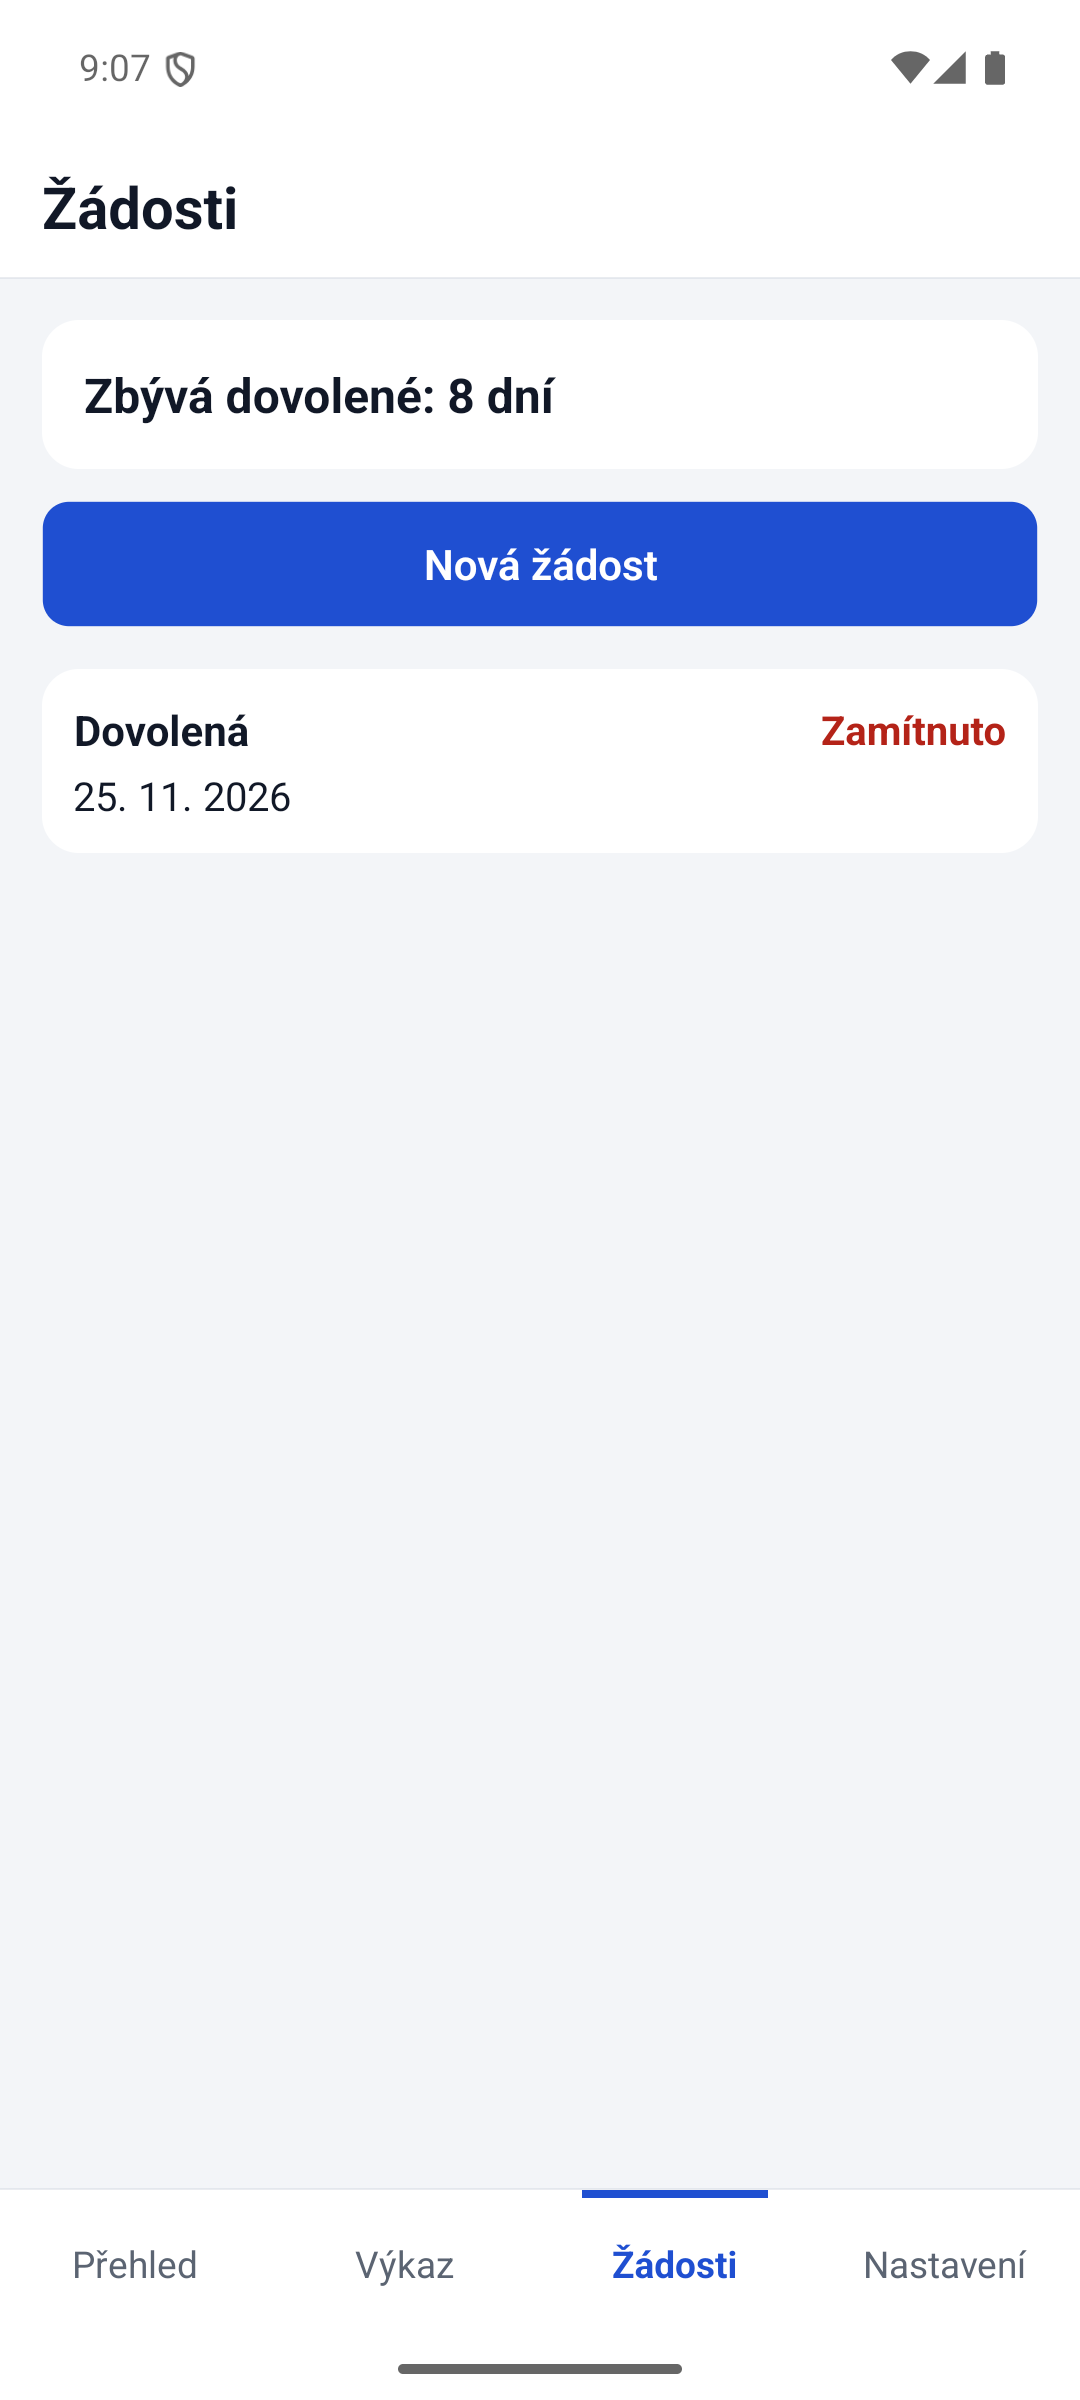 9:07
Žádosti
Zbývá dovolené: 8 dní
Nová žádost
Dovolená Zamítnuto
25. 11. 2026
Přehled Výkaz Žádosti Nastavení